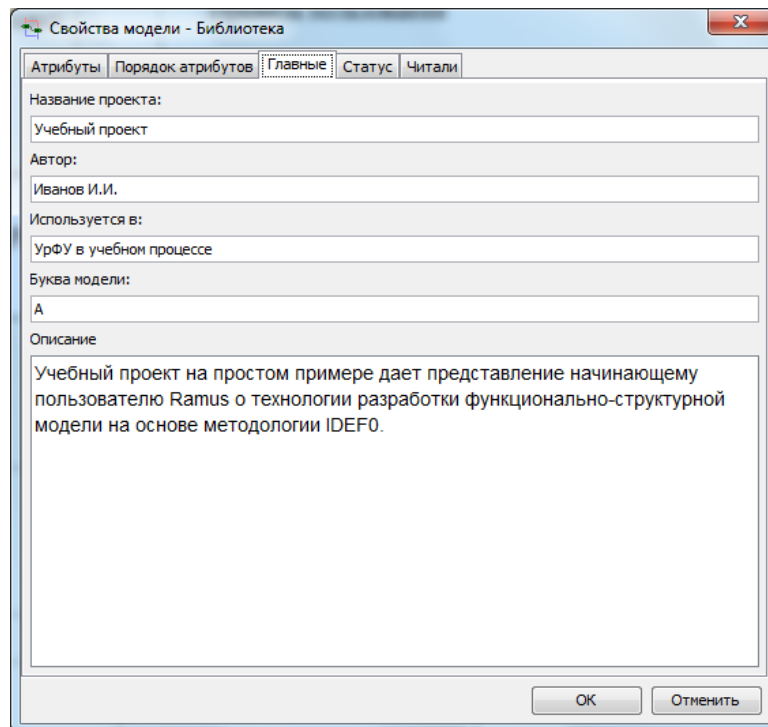 Свойства модели - Библиотека
Атрибуты Порядок атрибутов Главные Статус Читали
Название проекта:
Учебный проект
Автор:
Иванов И.И.
Используется в:
УрФУ в учебном процессе
Буква модели:
А
Описание
Учебный проект на простом примере дает представление начинающему
пользователю Ramus о технологии разработки функционально-структурной
модели на основе методологии IDEF0.
OK Отменить